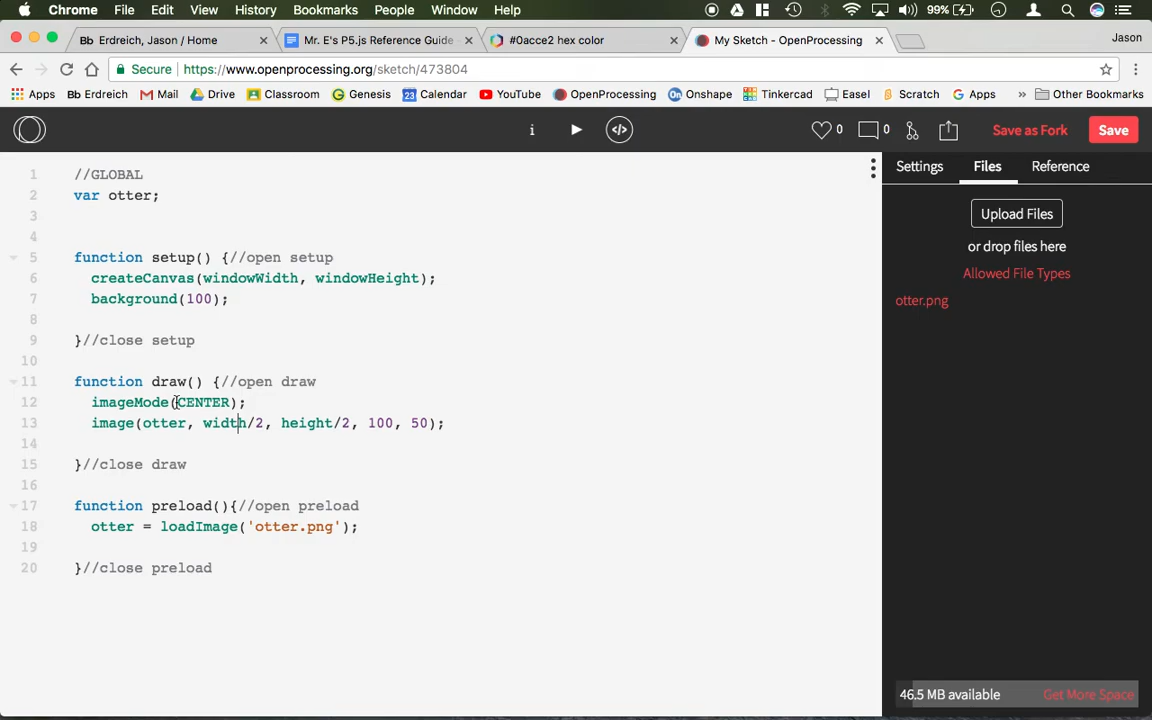 Chrome File Edit View History Bookmarks People Window Help 99%
Bb Erdreich, Jason / Home Mr. E's P5.js Reference Guide - #0acce2 hex color My Sketch - OpenProcessing Jason
Secure https://www.openprocessing.org/sketch/473804
Apps Bb Erdreich Mail Drive Classroom Genesis 23 Calendar YouTube OpenProcessing On Onshape Tinkercad Easel Scratch Apps » Other Bookmarks
i </> 0 0 Save as Fork Save
Settings Files Reference
Upload Files
or drop files here
Allowed File Types
otter.png
1 //GLOBAL
2 var otter;
3
4
5 function setup() {//open setup
6 createCanvas(windowWidth, windowHeight);
7 background(100);
8
9 }//close setup
10
11 function draw() {//open draw
12 imageMode(CENTER);
13 image(otter, width/2, height/2, 100, 50);
14
15 }//close draw
16
17 function preload(){//open preload
18 otter = loadImage('otter.png');
19
20 }//close preload
46.5 MB available Get More Space